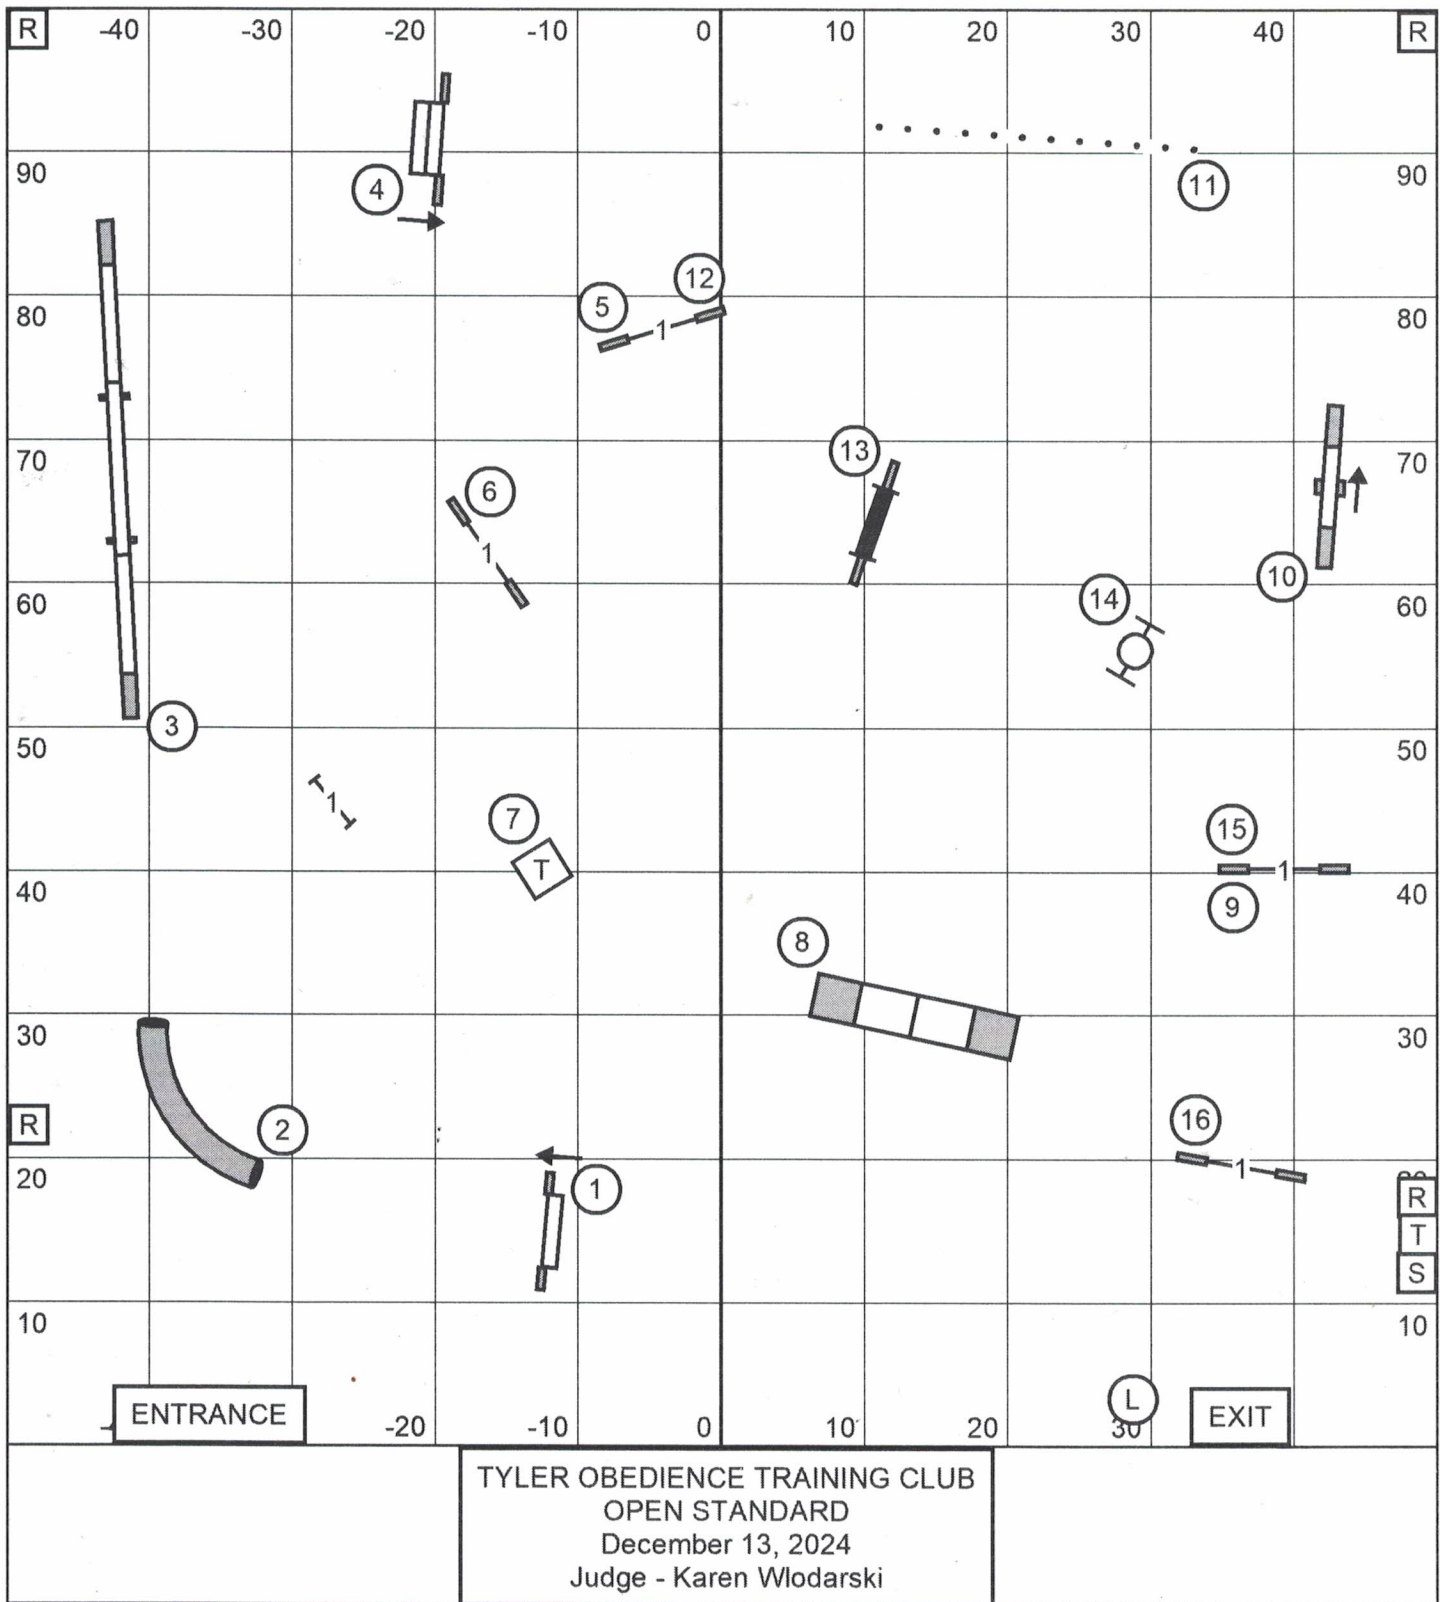 R -40 -30 -20 -10 0 10 20 30 40 R
90 4 11 90
12
5
80 1 80
13
70 6 70
1
10
60 14 60
3
50 50
1
7
15
T
40 1 40
9
8
30 30
R 2 16
20 1
1 R
T
S
10 10
L
ENTRANCE -20 -10 0 10 20 30 EXIT
TYLER OBEDIENCE TRAINING CLUB
OPEN STANDARD
December 13, 2024
Judge - Karen Wlodarski